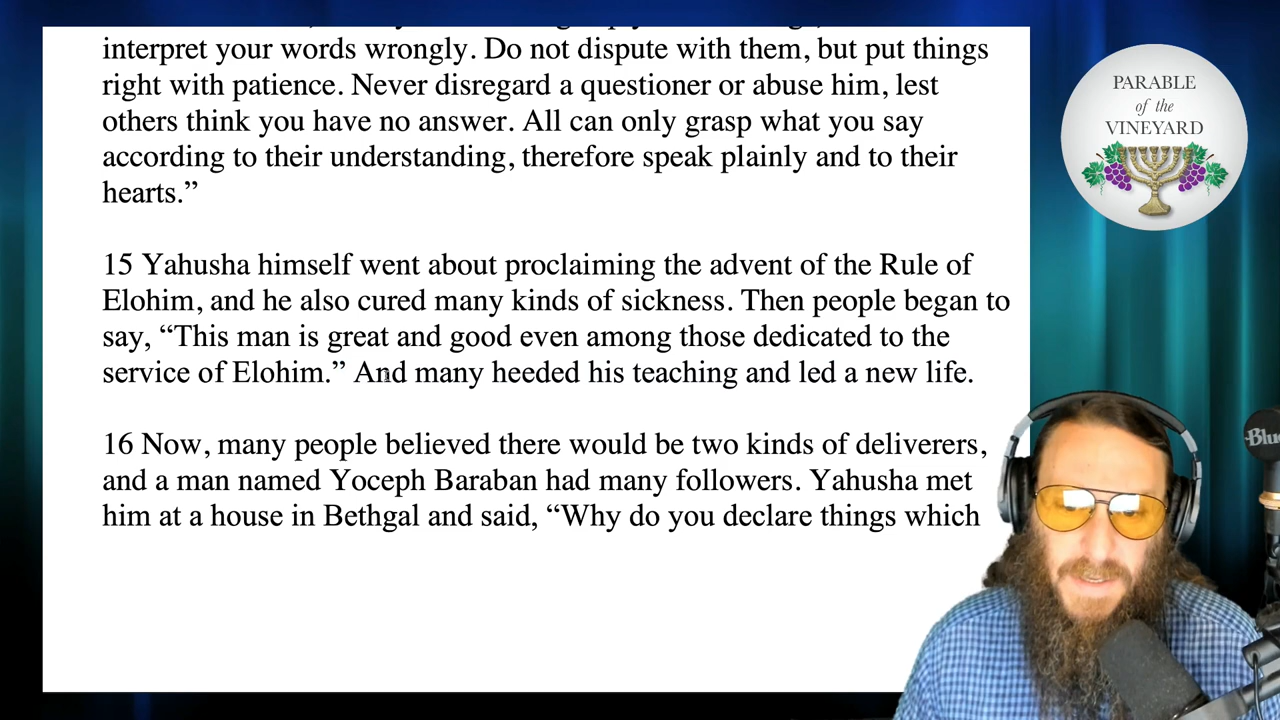 interpret your words wrongly. Do not dispute with them, but put things
right with patience. Never disregard a questioner or abuse him, lest
others think you have no answer. All can only grasp what you say
according to their understanding, therefore speak plainly and to their
hearts.”
15 Yahusha himself went about proclaiming the advent of the Rule of
Elohim, and he also cured many kinds of sickness. Then people began to
say, “This man is great and good even among those dedicated to the
service of Elohim.” And many heeded his teaching and led a new life.
16 Now, many people believed there would be two kinds of deliverers,
and a man named Yoceph Baraban had many followers. Yahusha met
him at a house in Bethgal and said, “Why do you declare things which
PARABLE
of the
VINEYARD
Blue